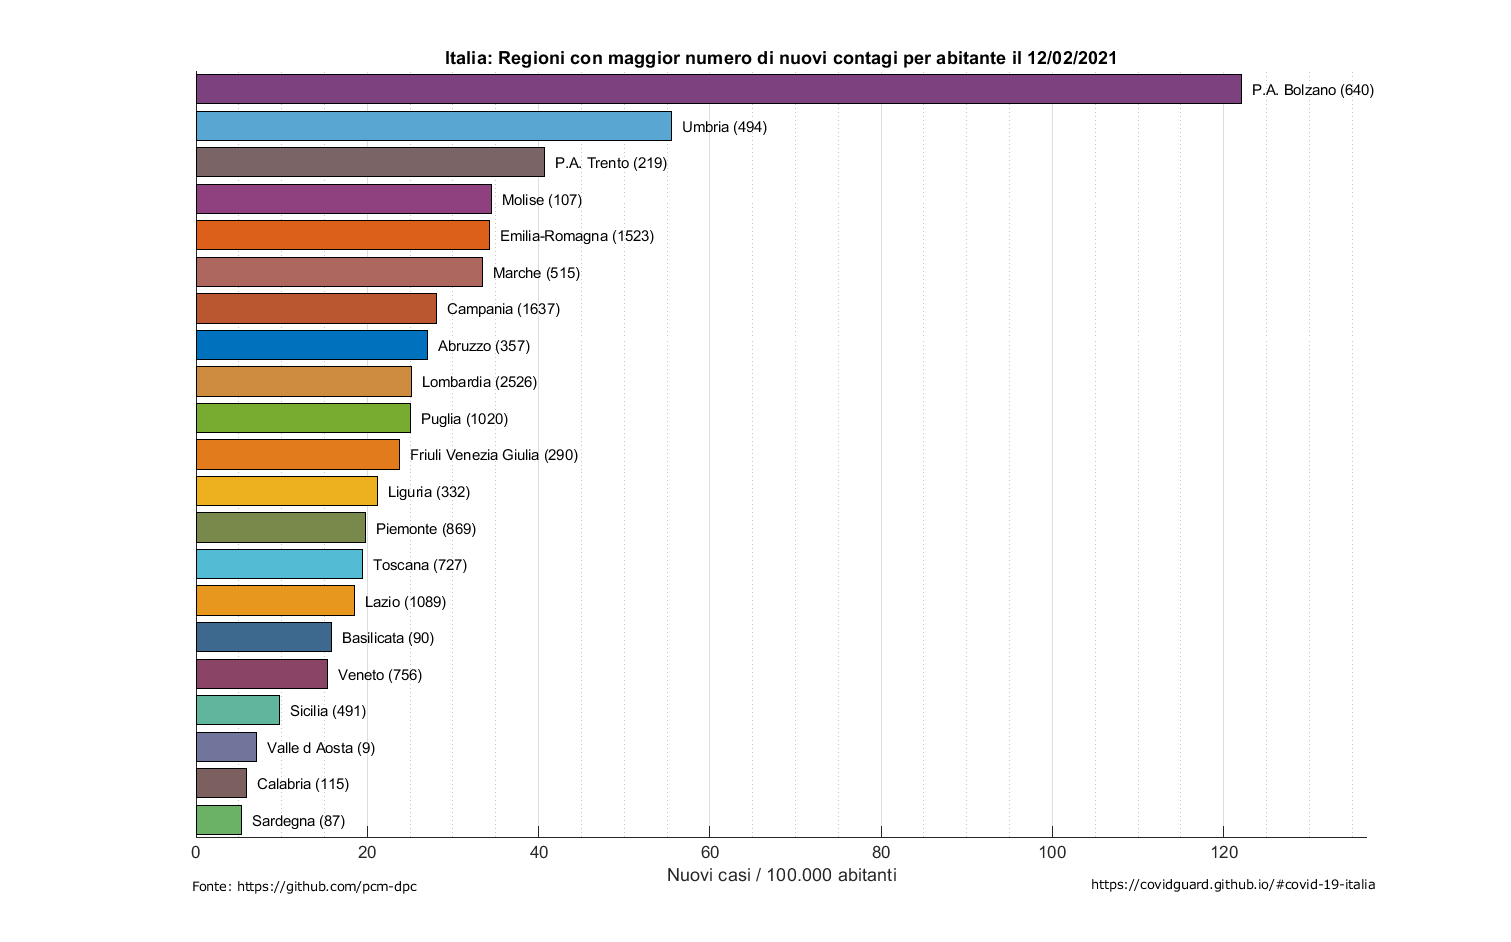 Italia: Regioni con maggior numero di nuovi contagi per abitante il 12/02/2021
P.A. Bolzano (640)
Umbria (494)
P.A. Trento (219)
Molise (107)
Emilia-Romagna (1523)
Marche (515)
Campania (1637)
Abruzzo (357)
Lombardia (2526)
Puglia (1020)
Friuli Venezia Giulia (290)
Liguria (332)
Piemonte (869)
Toscana (727)
Lazio (1089)
Basilicata (90)
Veneto (756)
Sicilia (491)
Valle d Aosta (9)
Calabria (115)
Sardegna (87)
0 20 40 60 80 100 120
Nuovi casi / 100.000 abitanti
Fonte: https://github.com/pcm-dpc
https://covidguard.github.io/#covid-19-italia